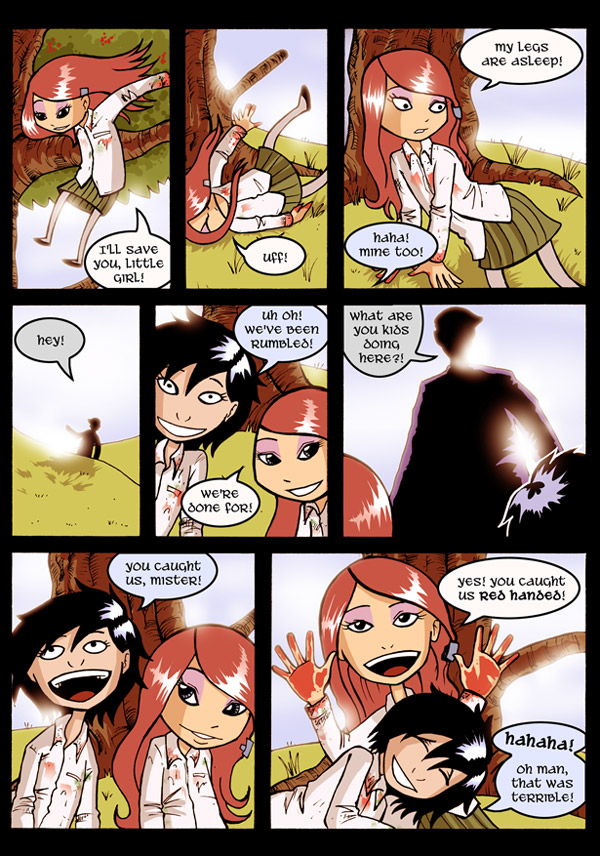 I'll save
you, little
girl!
uff!
my legs
are asleep!
haha!
mine too!
hey!
uh oh!
we've been
rumbled!
we're
done for!
what are
you kids
doing
here?!
you caught
us, mister!
yes! you caught
us red handed!
hahaha!
oh man,
that was
terrible!